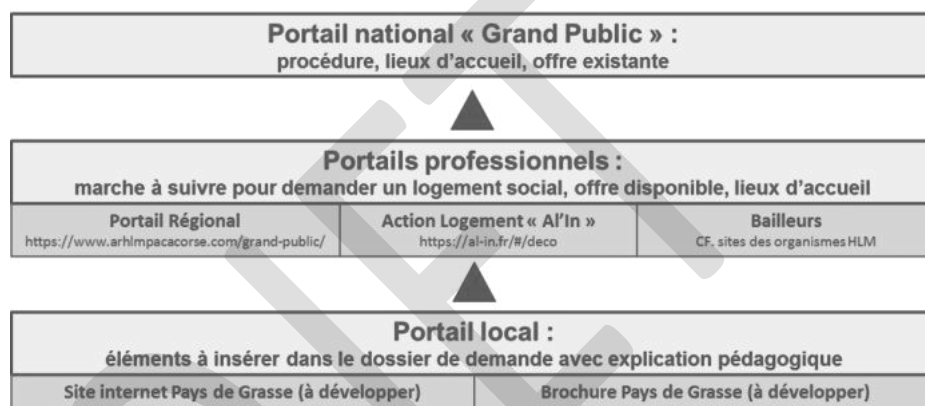 Portail national « Grand Public » :
procédure, lieux d’accueil, offre existante
Portails professionnels :
marche à suivre pour demander un logement social, offre disponible, lieux d’accueil
Portail Régional
https://www.arhlmpacacorse.com/grand-public/
Action Logement « Al’In »
https://al-in.fr/#/deco
Bailleurs
CF. sites des organismes HLM
Portail local :
éléments à insérer dans le dossier de demande avec explication pédagogique
Site internet Pays de Grasse (à développer)
Brochure Pays de Grasse (à développer)